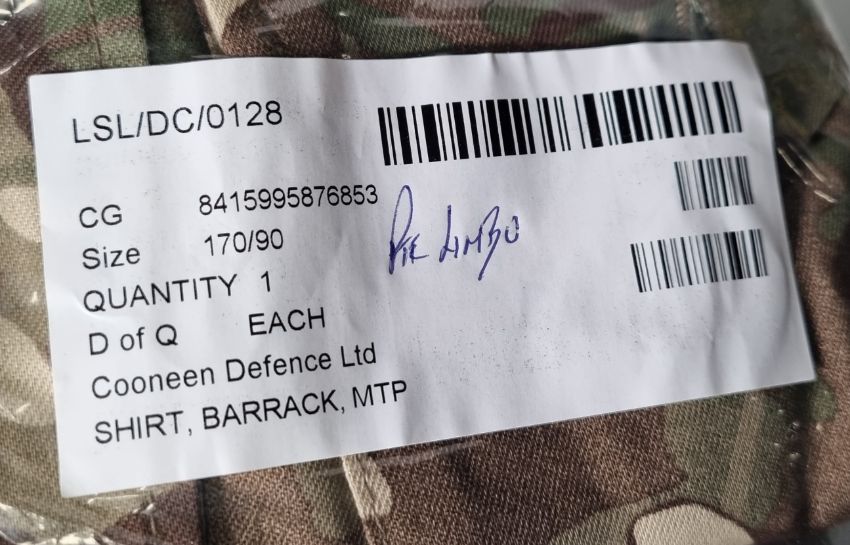 LSL/DC/0128
CG 8415995876853
Size 170/90
QUANTITY 1
D of Q EACH
Cooneen Defence Ltd
SHIRT, BARRACK, MTP